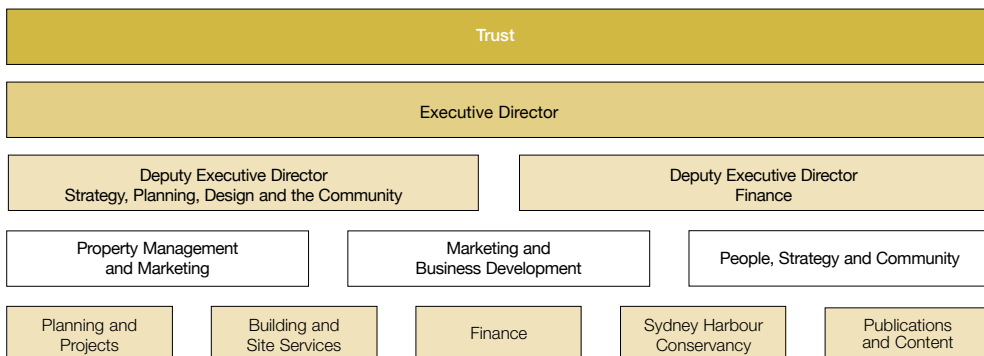 Trust
Executive Director
Deputy Executive Director
Strategy, Planning, Design and the Community
Deputy Executive Director
Finance
Property Management
and Marketing
Marketing and
Business Development
People, Strategy and Community
Planning and
Projects
Building and
Site Services
Finance
Sydney Harbour
Conservancy
Publications
and Content